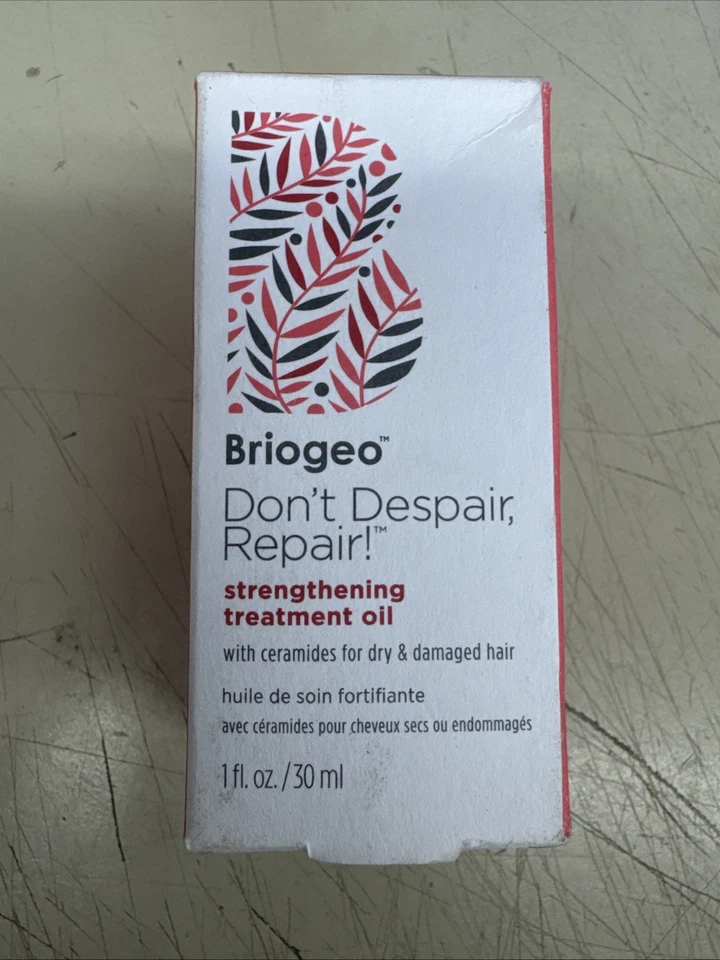 Briogeo™
Don't Despair,
Repair!™
strengthening
treatment oil
with ceramides for dry & damaged hair
huile de soin fortifiante
avec céramides pour cheveux secs ou endommagés
1 fl. oz. / 30 ml